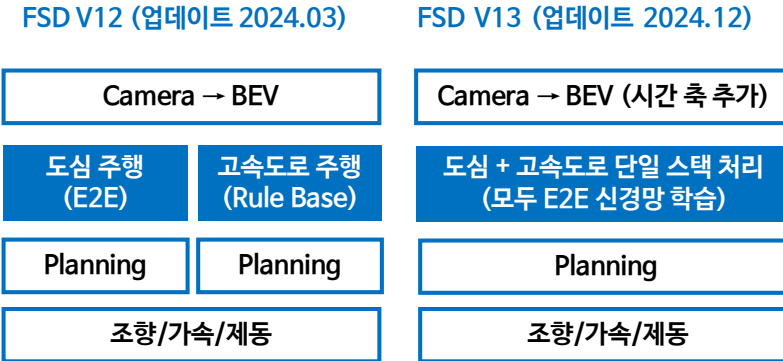 FSD V12 (업데이트 2024.03)
Camera → BEV
도심 주행
(E2E)
고속도로 주행
(Rule Base)
Planning
Planning
조향/가속/제동
FSD V13 (업데이트 2024.12)
Camera → BEV (시간 축 추가)
도심 + 고속도로 단일 스택 처리
(모두 E2E 신경망 학습)
Planning
조향/가속/제동